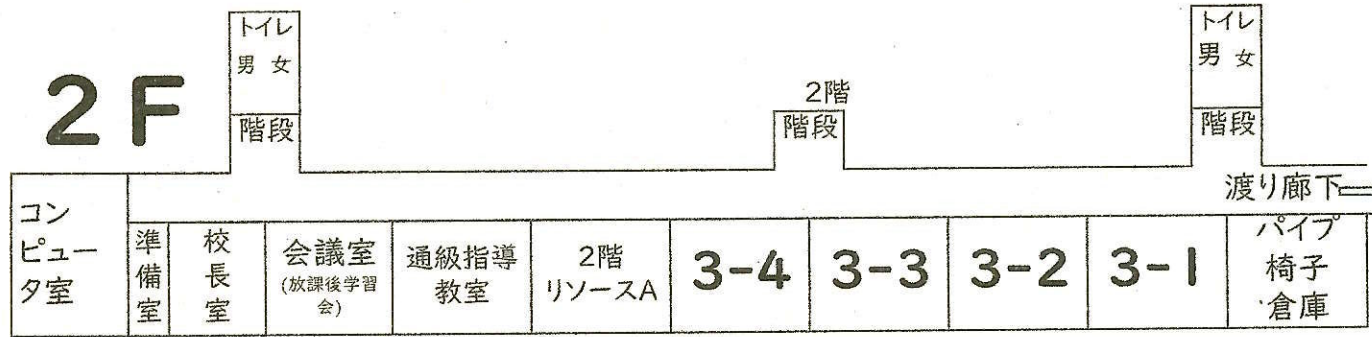 2F
トイレ
男 女
階段
2階
階段
トイレ
男 女
階段
渡り廊下
コン
ピュー
タ室
準
備
室
校
長
室
会議室
(放課後学習
会)
通級指導
教室
2階
リソースA
3-4
3-3
3-2
3-1
パイプ
椅子
倉庫